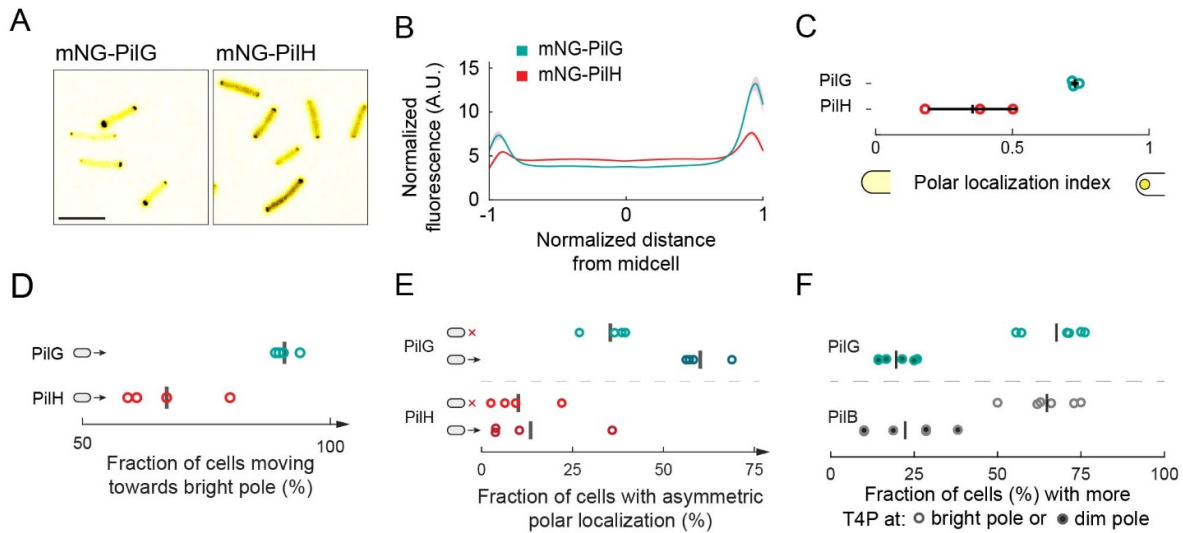 A
mNG-PilG
mNG-PilH
B
mNG-PilG
mNG-PilH
15
10
5
0
-1
0
1
Normalized
fluorescence (A.U.)
Normalized distance
from midcell
C
PilG
PilH
0
0.5
1
Polar localization index
D
PilG
PilH
50
100
Fraction of cells moving
towards bright pole (%)
E
PilG
PilH
0
25
50
75
Fraction of cells with asymmetric
polar localization (%)
F
PilG
PilB
0
25
50
75
100
Fraction of cells (%) with more
T4P at: bright pole or dim pole